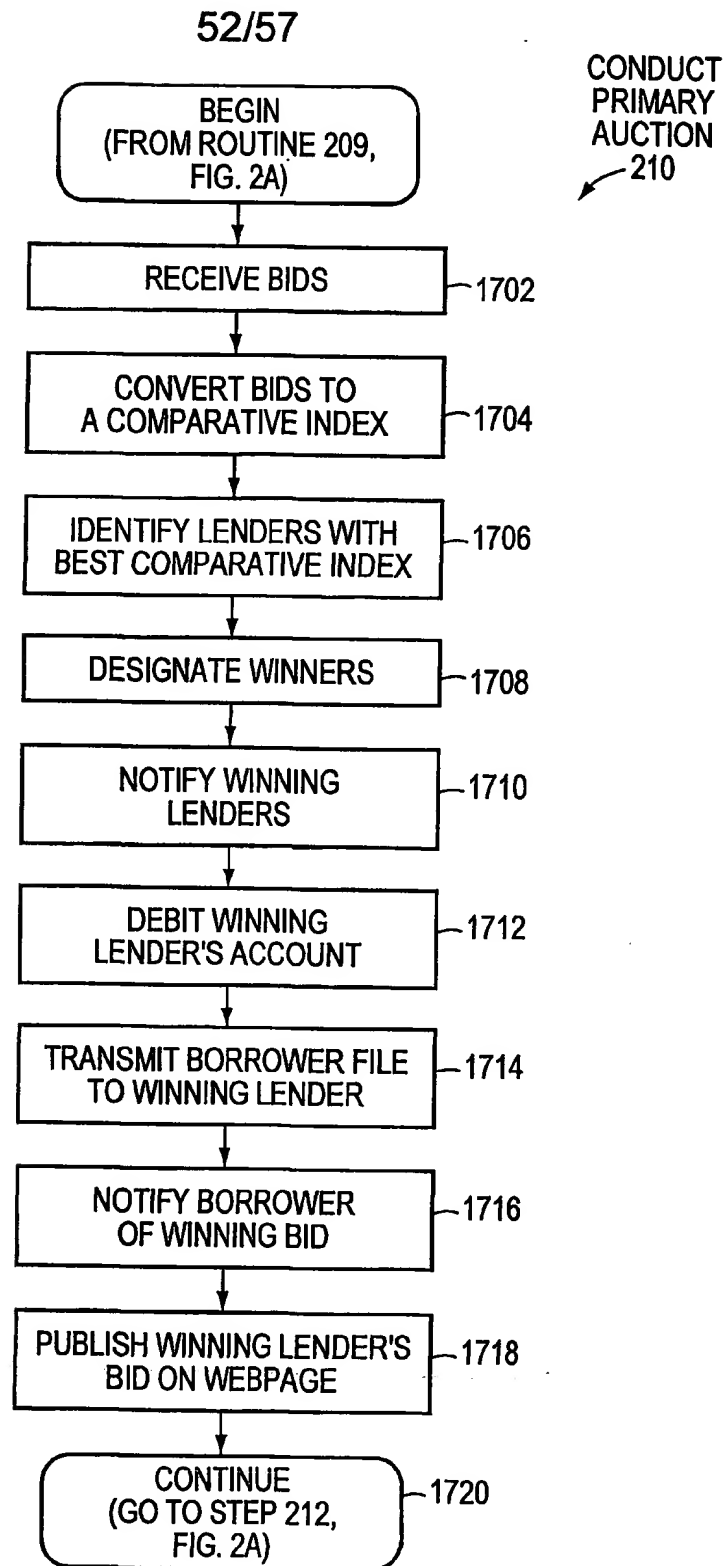 52/57
CONDUCT
PRIMARY
AUCTION
210
BEGIN
(FROM ROUTINE 209,
FIG. 2A)
RECEIVE BIDS
1702
CONVERT BIDS TO
A COMPARATIVE INDEX
1704
IDENTIFY LENDERS WITH
BEST COMPARATIVE INDEX
1706
DESIGNATE WINNERS
1708
NOTIFY WINNING
LENDERS
1710
DEBIT WINNING
LENDER'S ACCOUNT
1712
TRANSMIT BORROWER FILE
TO WINNING LENDER
1714
NOTIFY BORROWER
OF WINNING BID
1716
PUBLISH WINNING LENDER'S
BID ON WEBPAGE
1718
CONTINUE
(GO TO STEP 212,
FIG. 2A)
1720